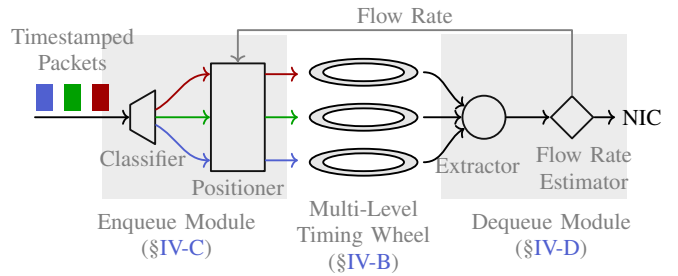 Flow Rate
Timestamped
Packets
NIC
Classifier
Positioner
Extractor
Flow Rate
Estimator
Enqueue Module
(§IV-C)
Multi-Level
Timing Wheel
(§IV-B)
Dequeue Module
(§IV-D)